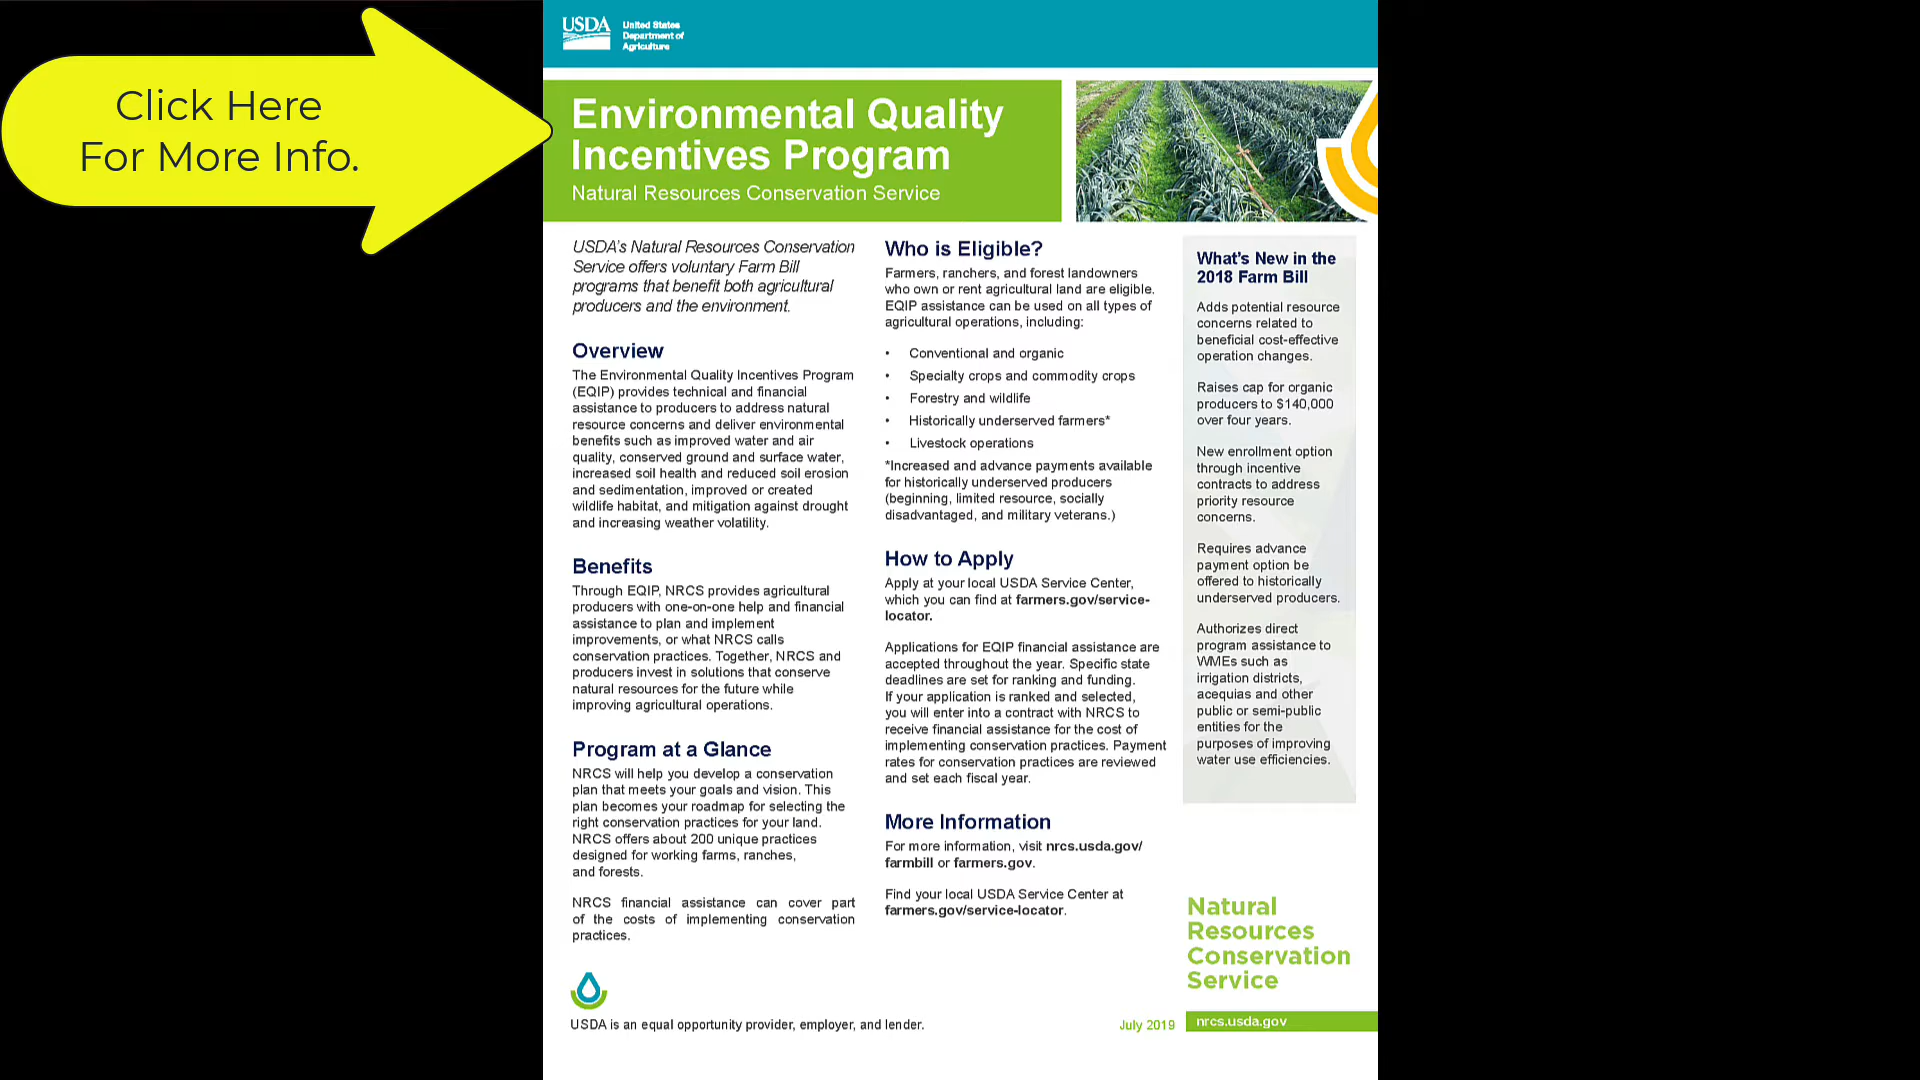 Click Here
For More Info.
USDA
United States
Department of
Agriculture
Environmental Quality
Incentives Program
Natural Resources Conservation Service
USDA's Natural Resources Conservation
Service offers voluntary Farm Bill
programs that benefit both agricultural
producers and the environment.
Overview
The Environmental Quality Incentives Program
(EQIP) provides technical and financial
assistance to producers to address natural
resource concerns and deliver environmental
benefits such as improved water and air
quality, conserved ground and surface water,
increased soil health and reduced soil erosion
and sedimentation, improved or created
wildlife habitat, and mitigation against drought
and increasing weather volatility.
Benefits
Through EQIP, NRCS provides agricultural
producers with one-on-one help and financial
assistance to plan and implement
improvements, or what NRCS calls
conservation practices. Together, NRCS and
producers invest in solutions that conserve
natural resources for the future while
improving agricultural operations.
Program at a Glance
NRCS will help you develop a conservation
plan that meets your goals and vision. This
plan becomes your roadmap for selecting the
right conservation practices for your land.
NRCS offers about 200 unique practices
designed for working farms, ranches,
and forests.
NRCS financial assistance can cover part
of the costs of implementing conservation
practices.
Who is Eligible?
Farmers, ranchers, and forest landowners
who own or rent agricultural land are eligible.
EQIP assistance can be used on all types of
agricultural operations, including:
• Conventional and organic
• Specialty crops and commodity crops
• Forestry and wildlife
• Historically underserved farmers*
• Livestock operations
*Increased and advance payments available
for historically underserved producers
(beginning, limited resource, socially
disadvantaged, and military veterans.)
How to Apply
Apply at your local USDA Service Center,
which you can find at farmers.gov/service-
locator.
Applications for EQIP financial assistance are
accepted throughout the year. Specific state
deadlines are set for ranking and funding.
If your application is ranked and selected,
you will enter into a contract with NRCS to
receive financial assistance for the cost of
implementing conservation practices. Payment
rates for conservation practices are reviewed
and set each fiscal year.
More Information
For more information, visit nrcs.usda.gov/
farmbill or farmers.gov.
Find your local USDA Service Center at
farmers.gov/service-locator.
What's New in the
2018 Farm Bill
Adds potential resource
concerns related to
beneficial cost-effective
operation changes.
Raises cap for organic
producers to $140,000
over four years.
New enrollment option
through incentive
contracts to address
priority resource
concerns.
Requires advance
payment option be
offered to historically
underserved producers.
Authorizes direct
program assistance to
WMEs such as
irrigation districts,
acequias and other
public or semi-public
entities for the
purposes of improving
water use efficiencies.
Natural
Resources
Conservation
Service
USDA is an equal opportunity provider, employer, and lender.
July 2019
nrcs.usda.gov